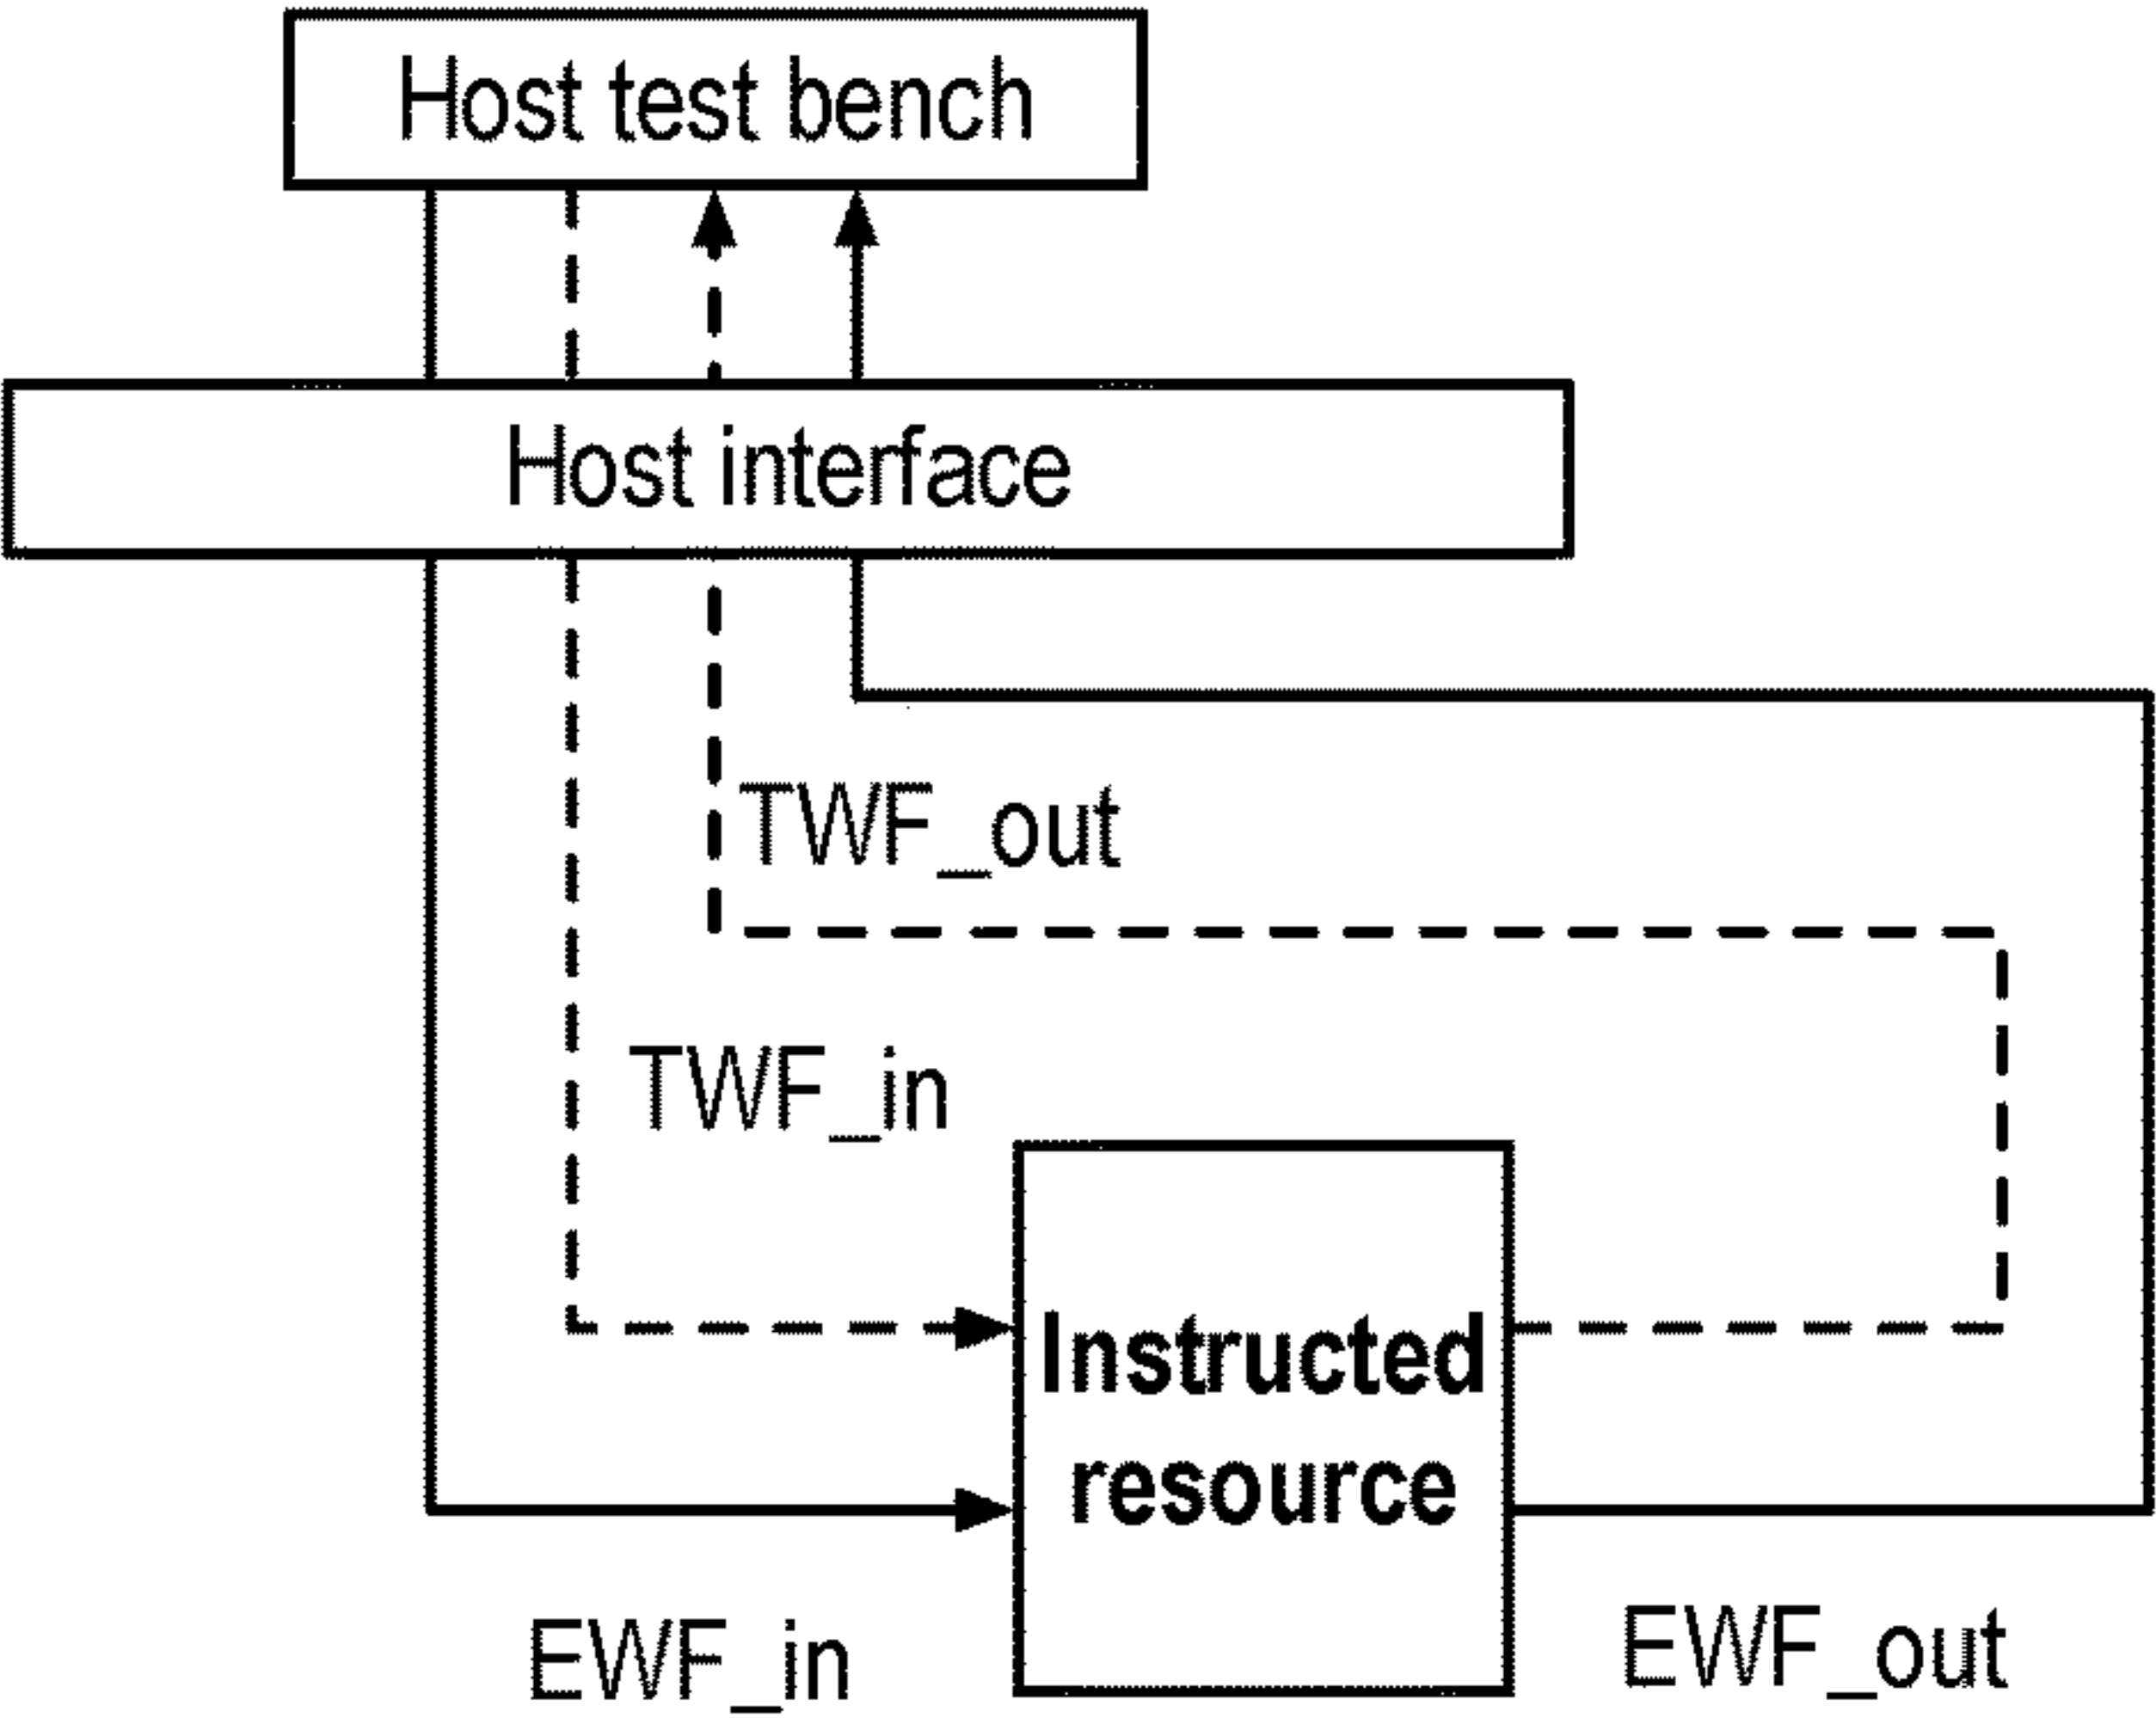 Host test bench
Host interface
TWF_out
TWF_in
Instructed
resource
EWF_in
EWF_out